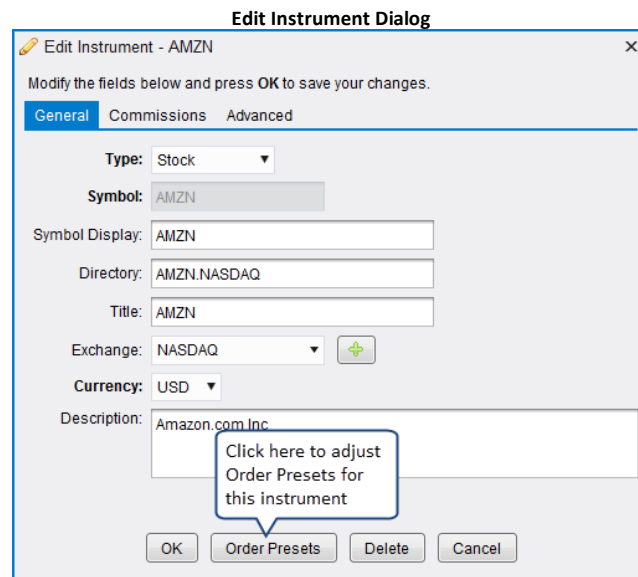 Edit Instrument Dialog
Edit Instrument - AMZN
Modify the fields below and press OK to save your changes.
General Commissions Advanced
Type: Stock
Symbol: AMZN
Symbol Display: AMZN
Directory: AMZN.NASDAQ
Title: AMZN
Exchange: NASDAQ
Currency: USD
Description: Amazon.com Inc
Click here to adjust
Order Presets for
this instrument
OK Order Presets Delete Cancel